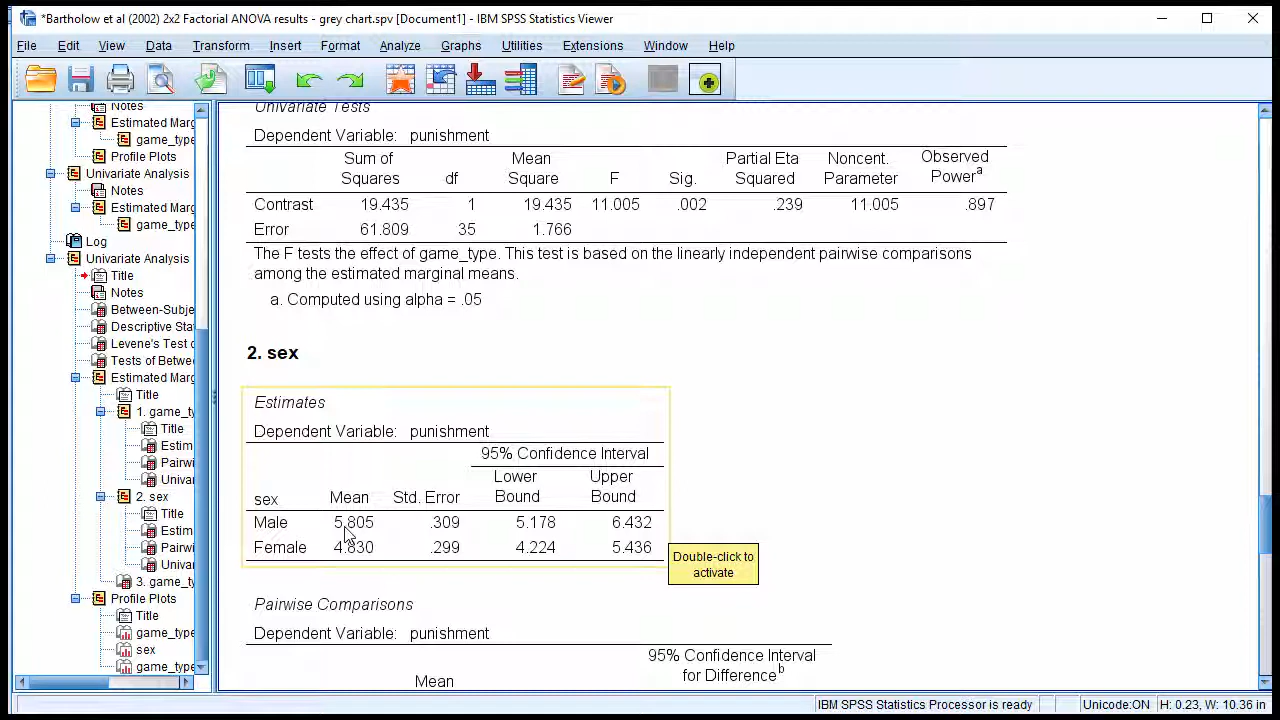 *Bartholow et al (2002) 2x2 Factorial ANOVA results - grey chart.spv [Document1] - IBM SPSS Statistics Viewer
File Edit View Data Transform Insert Format Analyze Graphs Utilities Extensions Window Help
Notes
Estimated Marg
game_type
Profile Plots
Univariate Analysis
Notes
Estimated Marg
game_type
Log
Univariate Analysis
Title
Notes
Between-Subje
Descriptive Stat
Levene's Test o
Tests of Betwe
Estimated Marg
Title
1. game_ty
Title
Estim
Pairwi
Univa
2. sex
Title
Estim
Pairwi
Univa
3. game_ty
Profile Plots
Title
game_type
sex
game_type
Univariate Tests
Dependent Variable: punishment
Sum of Squares df Mean Square F Sig. Partial Eta Squared Noncent. Parameter Observed Power^a
Contrast 19.435 1 19.435 11.005 .002 .239 11.005 .897
Error 61.809 35 1.766
The F tests the effect of game_type. This test is based on the linearly independent pairwise comparisons
among the estimated marginal means.
a. Computed using alpha = .05
2. sex
Estimates
Dependent Variable: punishment
95% Confidence Interval
sex Mean Std. Error Lower Bound Upper Bound
Male 5.805 .309 5.178 6.432
Female 4.830 .299 4.224 5.436
Double-click to
activate
Pairwise Comparisons
Dependent Variable: punishment
95% Confidence Interval
for Difference^b
Mean
IBM SPSS Statistics Processor is ready Unicode:ON H: 0.23, W: 10.36 in